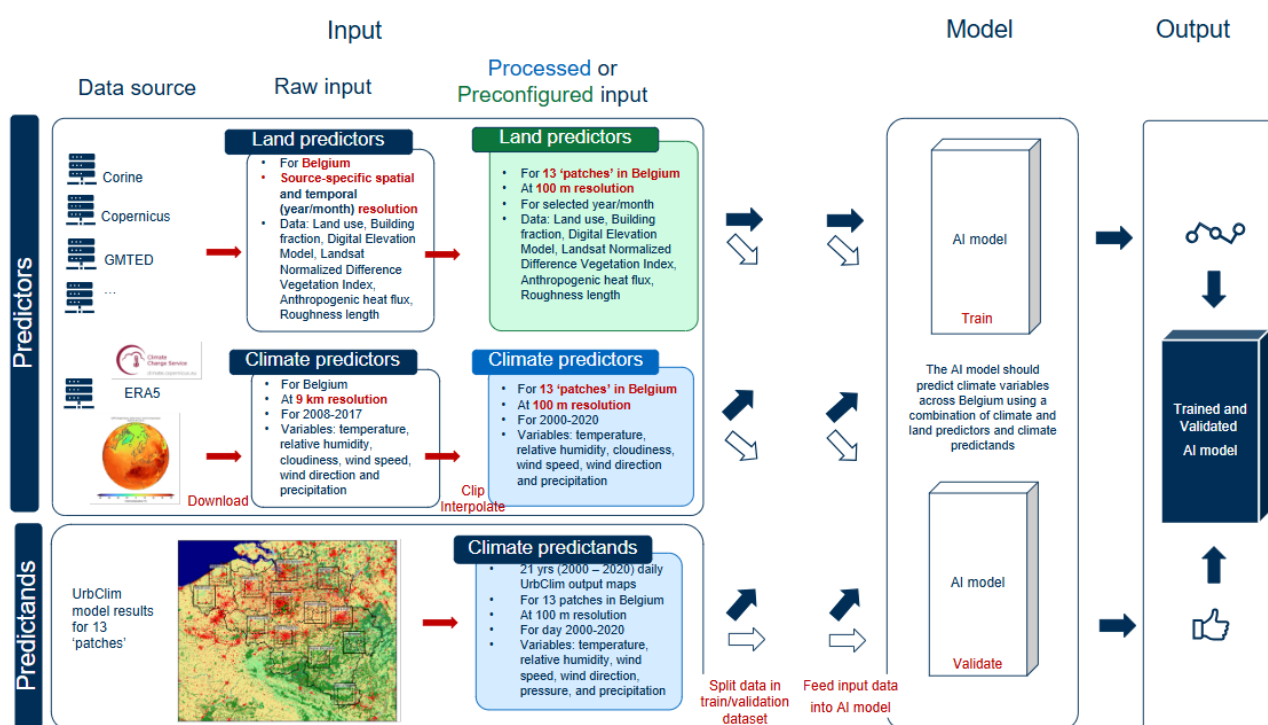 Input
Model
Output
Data source
Raw input
Processed or
Preconfigured input
Predictors
Corine
Copernicus
GMTED
...
Land predictors
• For Belgium
• Source-specific spatial
and temporal
(year/month) resolution
• Data: Land use, Building
fraction, Digital Elevation
Model, Landsat
Normalized Difference
Vegetation Index,
Anthropogenic heat flux,
Roughness length
Land predictors
• For 13 ‘patches’ in Belgium
• At 100 m resolution
• For selected year/month
• Data: Land use, Building
fraction, Digital Elevation
Model, Landsat Normalized
Difference Vegetation Index,
Anthropogenic heat flux,
Roughness length
Climate
Change Service
climate.copernicus.eu
ERA5
Download
Climate predictors
• For Belgium
• At 9 km resolution
• For 2008-2017
• Variables: temperature,
relative humidity,
cloudiness, wind speed,
wind direction and
precipitation
Clip
Interpolate
Climate predictors
• For 13 ‘patches’ in Belgium
• At 100 m resolution
• For 2000-2020
• Variables: temperature,
relative humidity, cloudiness,
wind speed, wind direction
and precipitation
Predictands
UrbClim
model results
for 13
‘patches’
Climate predictands
• 21 yrs (2000 – 2020) daily
UrbClim output maps
• For 13 patches in Belgium
• At 100 m resolution
• For day 2000-2020
• Variables: temperature,
relative humidity, wind
speed, wind direction,
pressure, and precipitation
Split data in
train/validation
dataset
Feed input data
into AI model
AI model
Train
The AI model should
predict climate variables
across Belgium using a
combination of climate and
land predictors and climate
predictands
AI model
Validate
Trained and
Validated
AI model